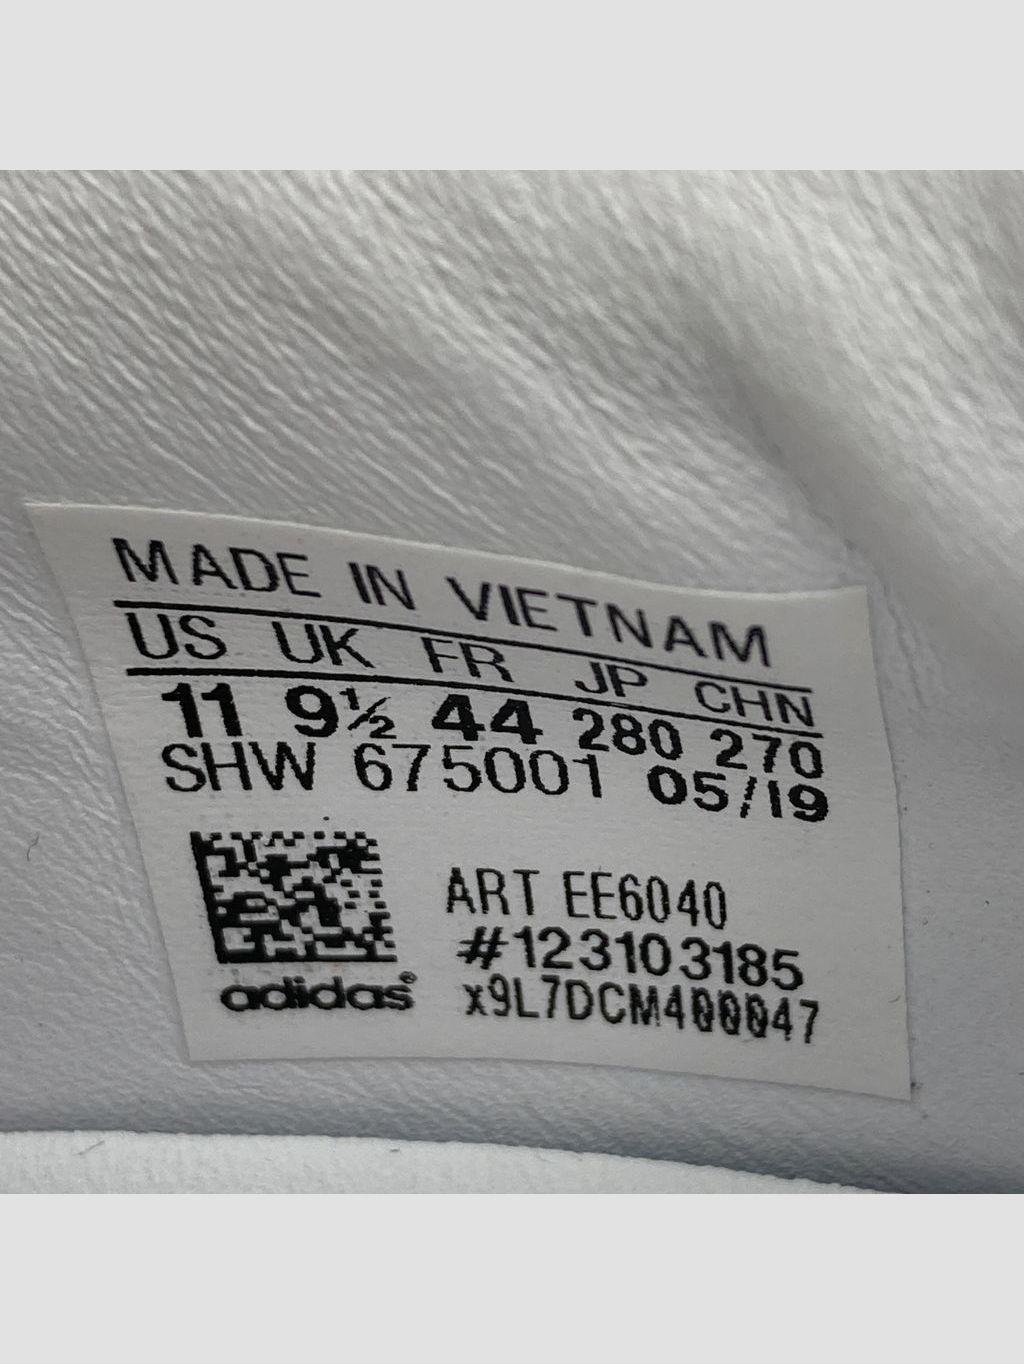 MADE IN VIETNAM
US UK FR JP CHN
11 9½ 44 280 270
SHW 675001 05/19
ART EE6040
#123103185
adidas® x9L7DCM400047